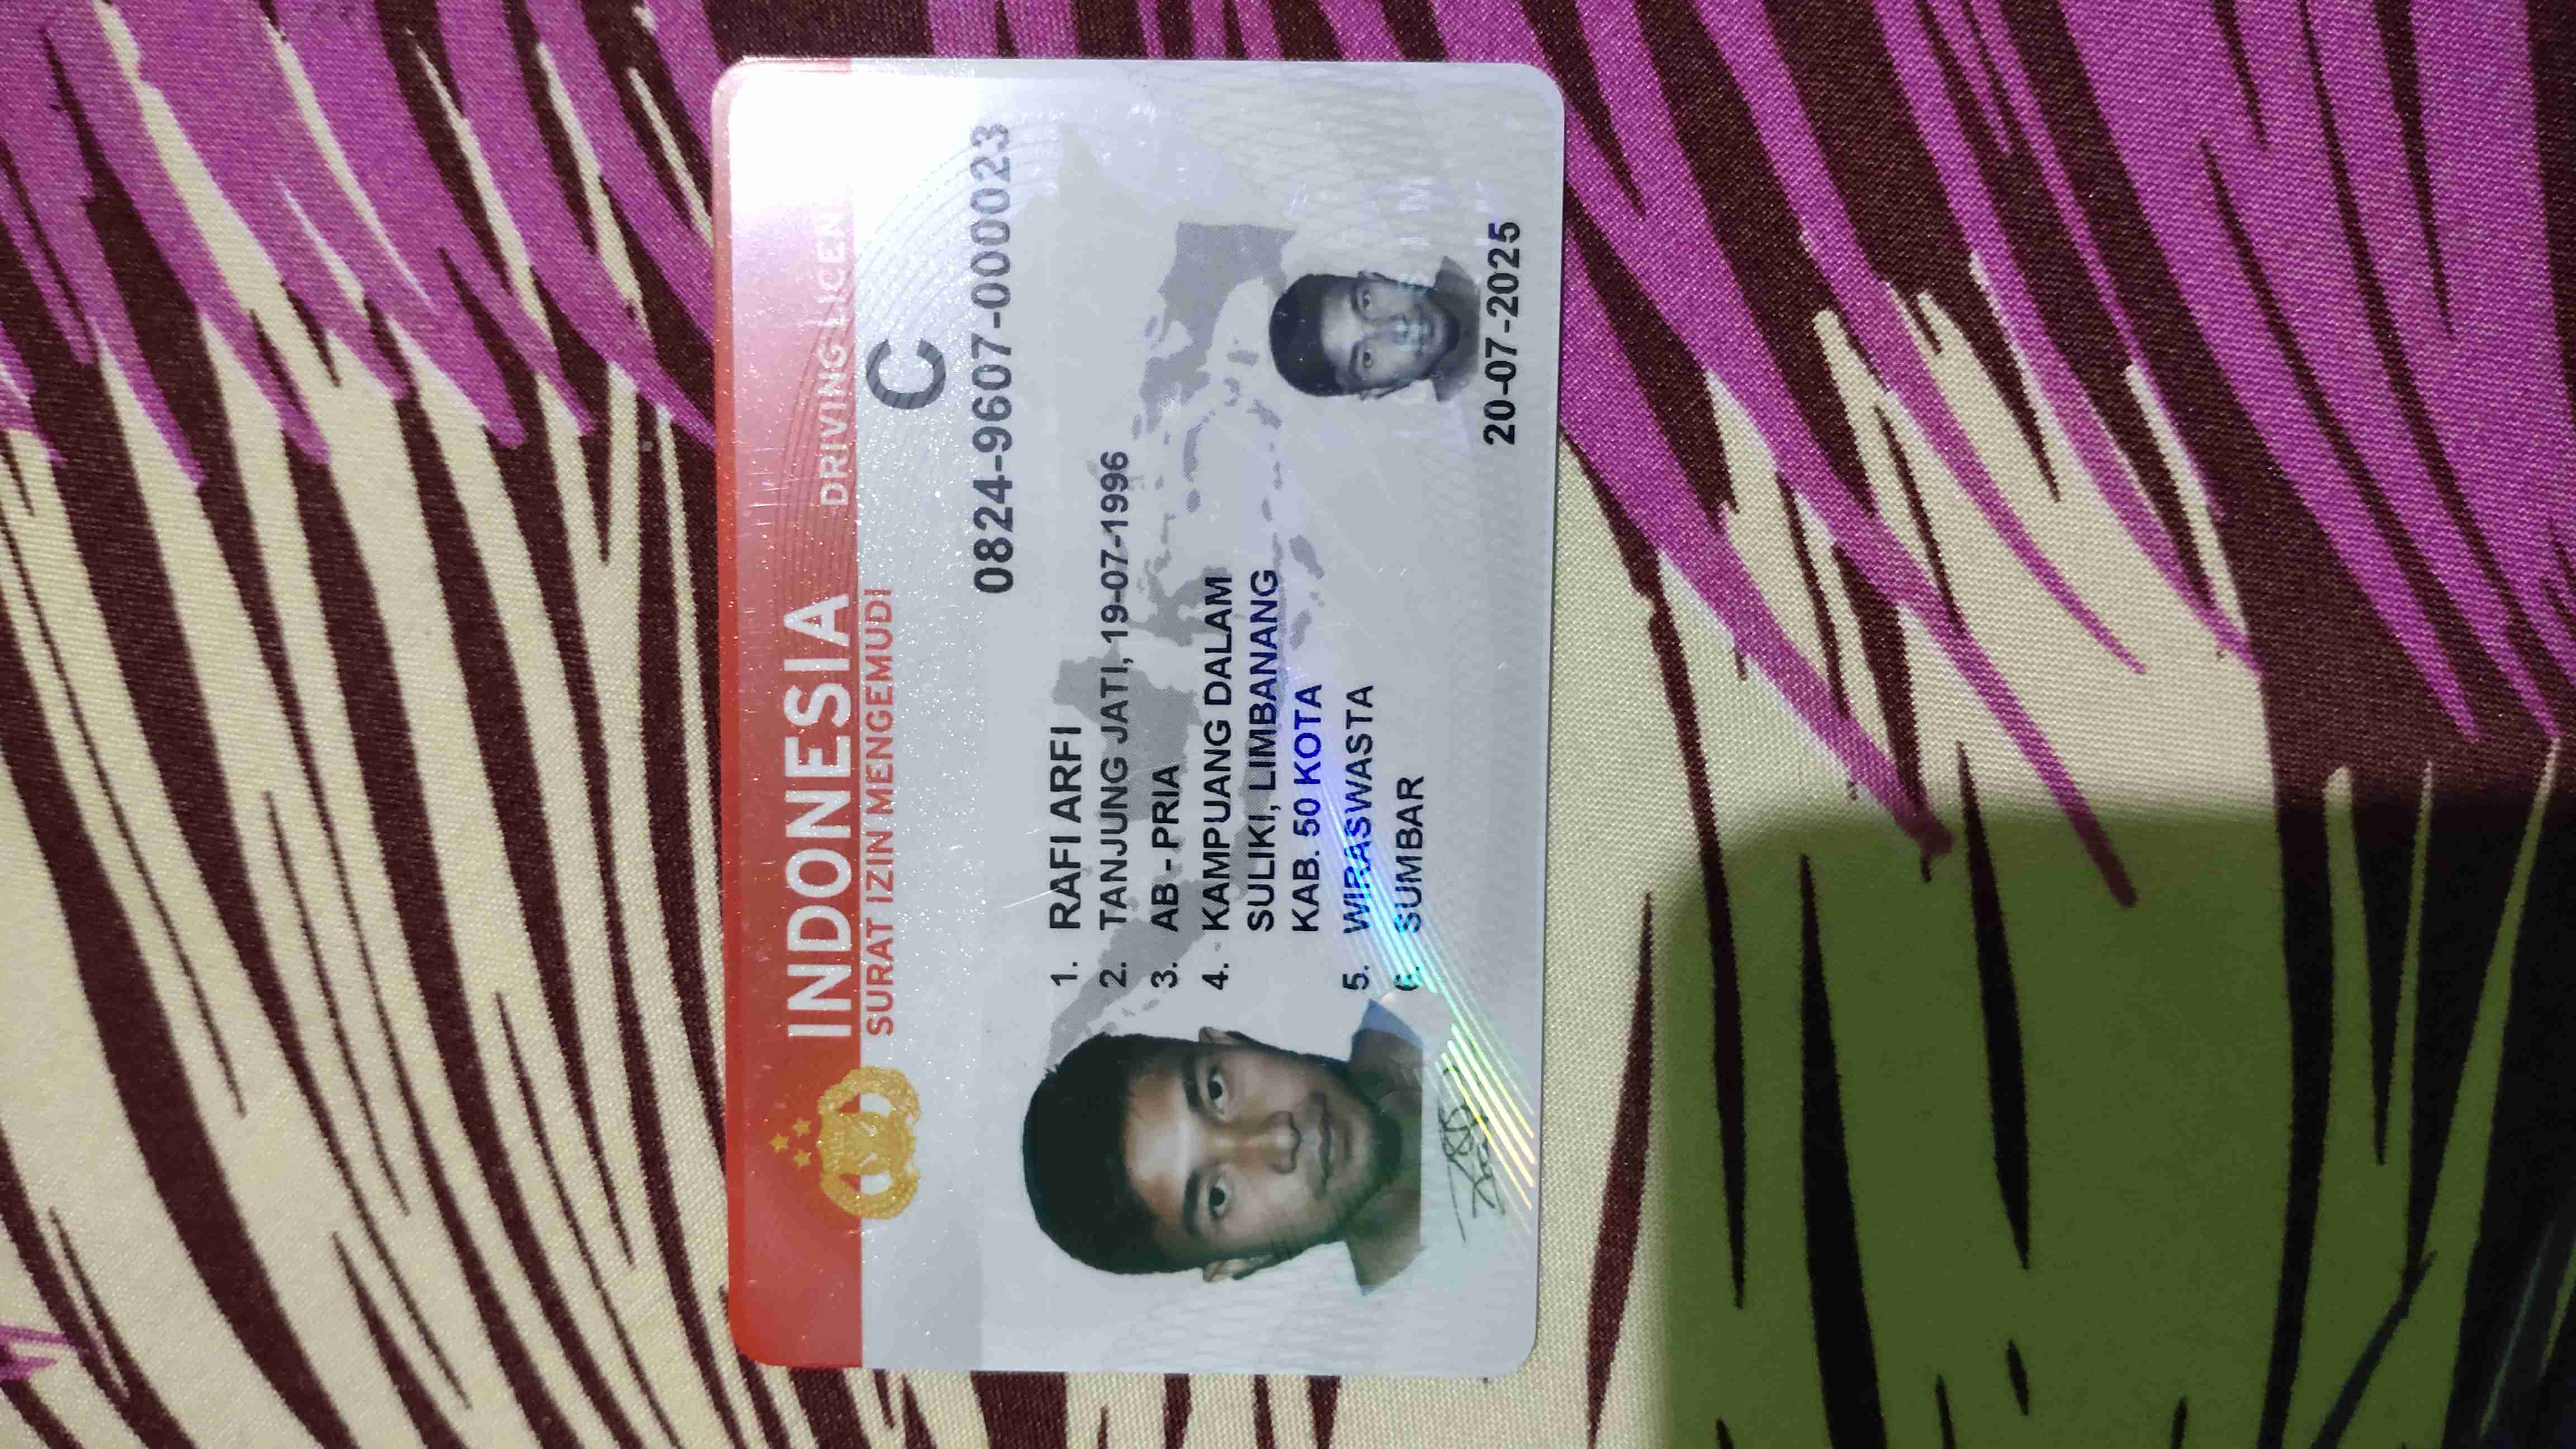 INDONESIA
DRIVING LICEN
SURAT IZIN MENGEMUDI
C
0824-9607-000023
1. RAFI ARFI
2. TANJUNG JATI, 19-07-1996
3. AB - PRIA
4. KAMPUANG DALAM
SULIKI, LIMBANANG
KAB. 50 KOTA
5. WIRASWASTA
6. SUMBAR
20-07-2025